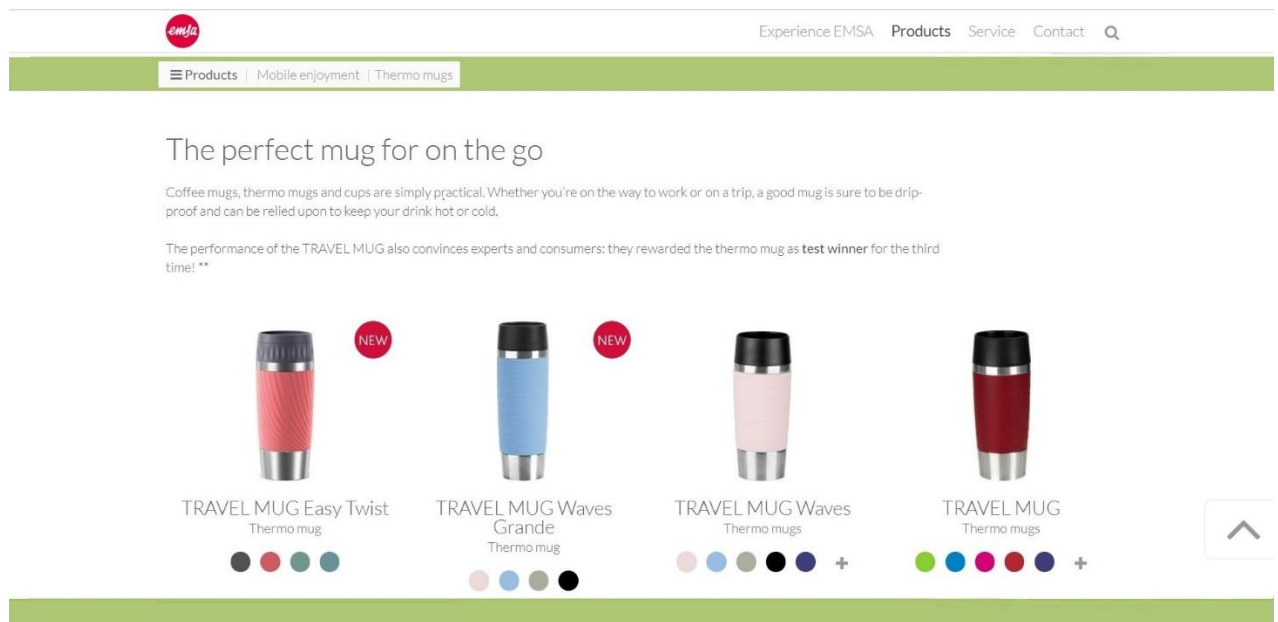 emsa
Experience EMSA Products Service Contact
Products | Mobile enjoyment | Thermo mugs
The perfect mug for on the go
Coffee mugs, thermo mugs and cups are simply practical. Whether you're on the way to work or on a trip, a good mug is sure to be drip-
proof and can be relied upon to keep your drink hot or cold.
The performance of the TRAVEL MUG also convinces experts and consumers: they rewarded the thermo mug as test winner for the third
time! **
NEW
NEW
TRAVEL MUG Easy Twist
Thermo mug
TRAVEL MUG Waves
Grande
Thermo mug
TRAVEL MUG Waves
Thermo mugs
+
TRAVEL MUG
Thermo mugs
+